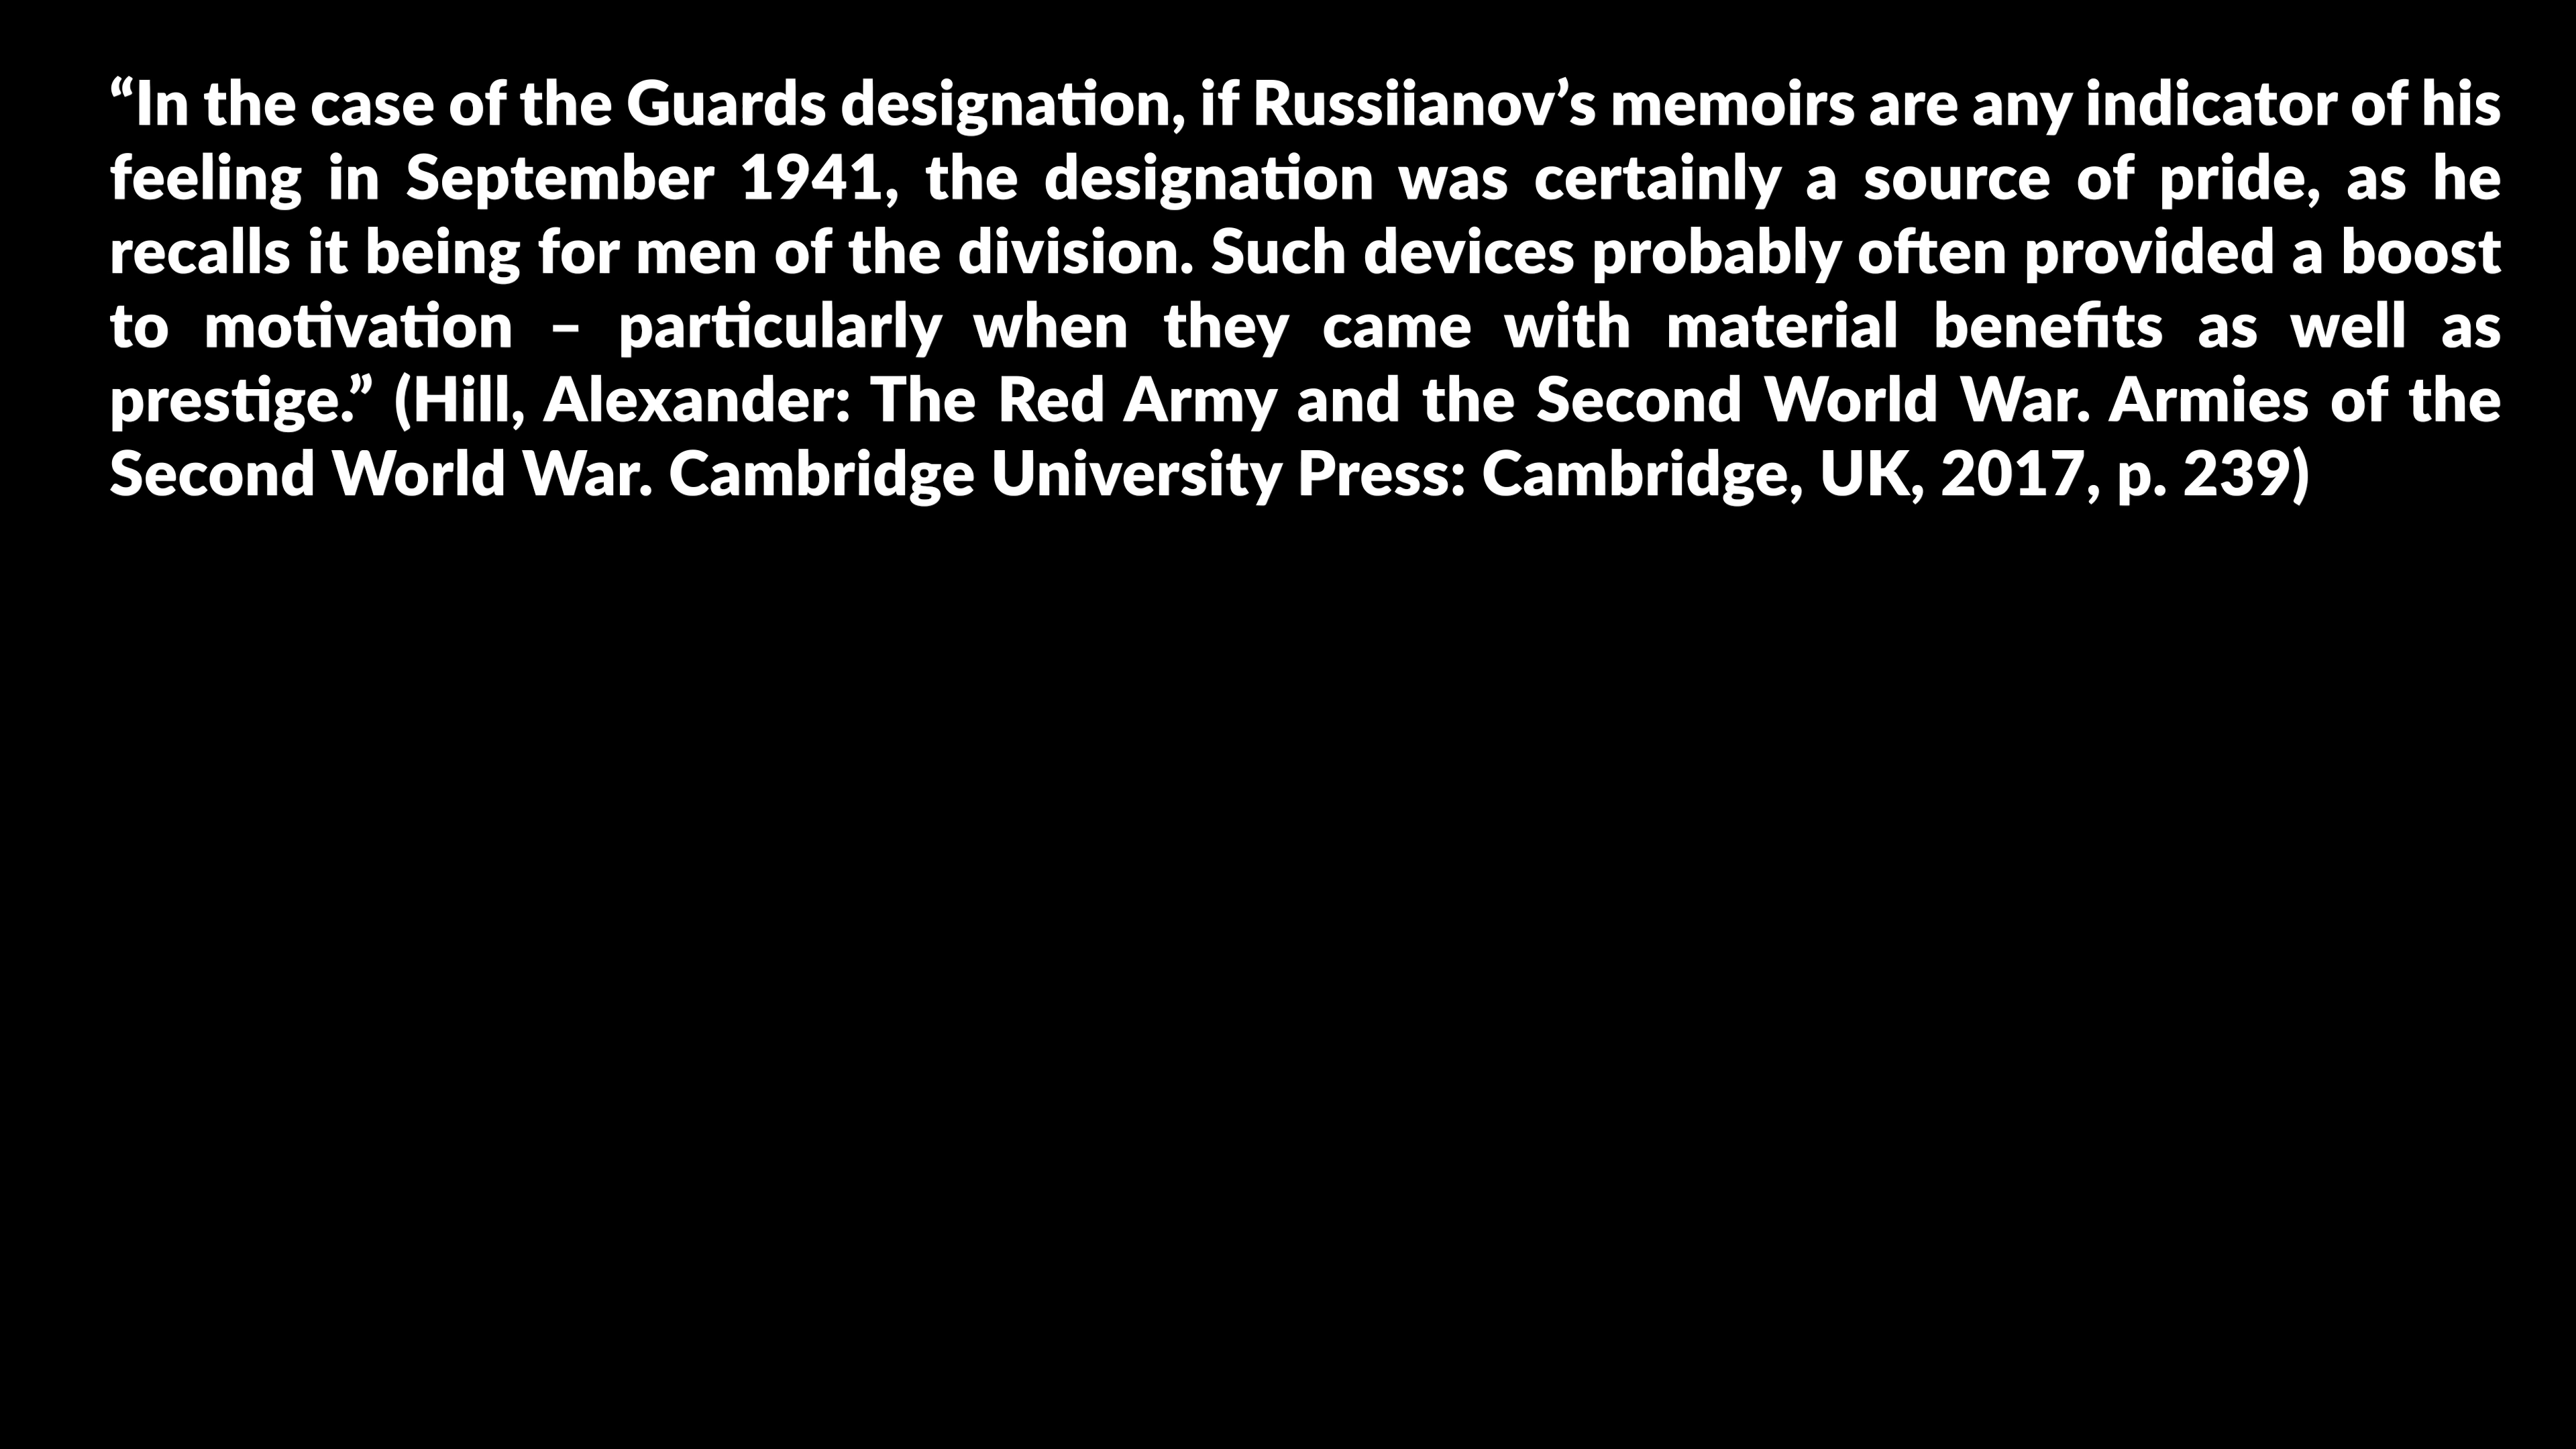 “In the case of the Guards designation, if Russiianov’s memoirs are any indicator of his
feeling in September 1941, the designation was certainly a source of pride, as he
recalls it being for men of the division. Such devices probably often provided a boost
to motivation – particularly when they came with material benefits as well as
prestige.” (Hill, Alexander: The Red Army and the Second World War. Armies of the
Second World War. Cambridge University Press: Cambridge, UK, 2017, p. 239)